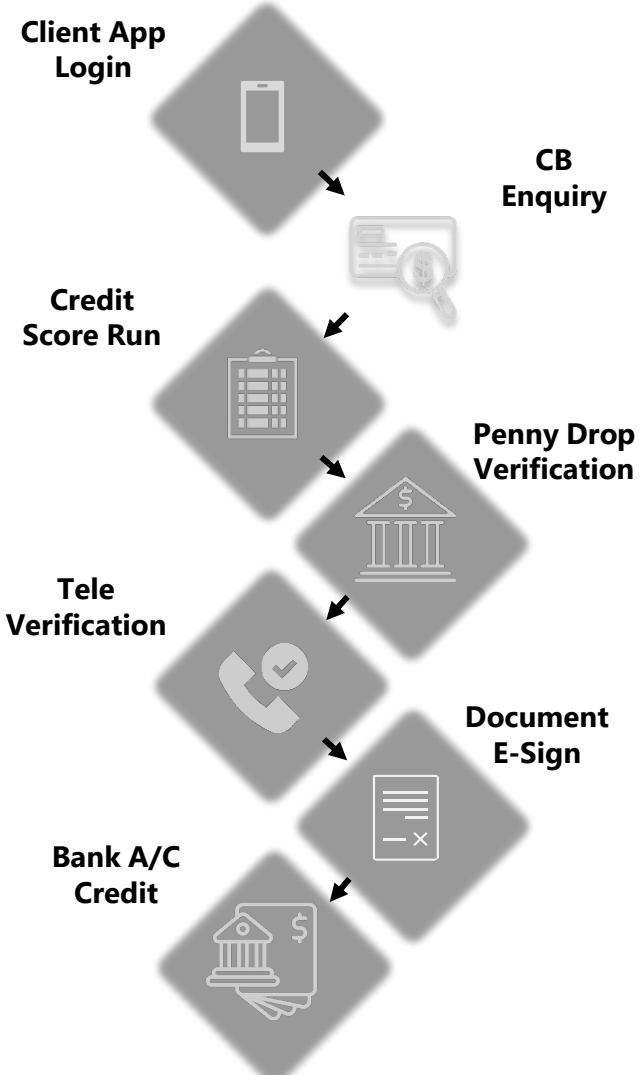 Client App
Login
CB
Enquiry
Credit
Score Run
Penny Drop
Verification
Tele
Verification
Document
E-Sign
Bank A/C
Credit